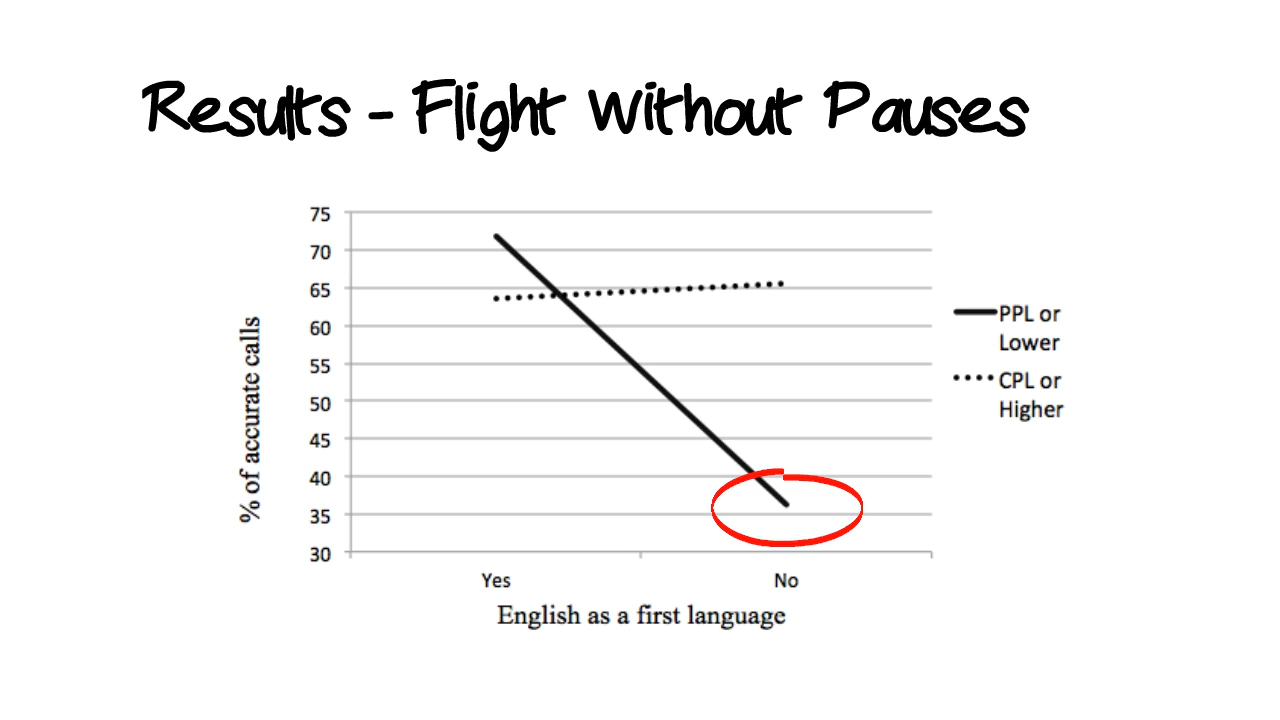 Results - Flight Without Pauses
75
70
65
60
55
50
45
40
35
30
% of accurate calls
Yes
No
English as a first language
PPL or
Lower
CPL or
Higher